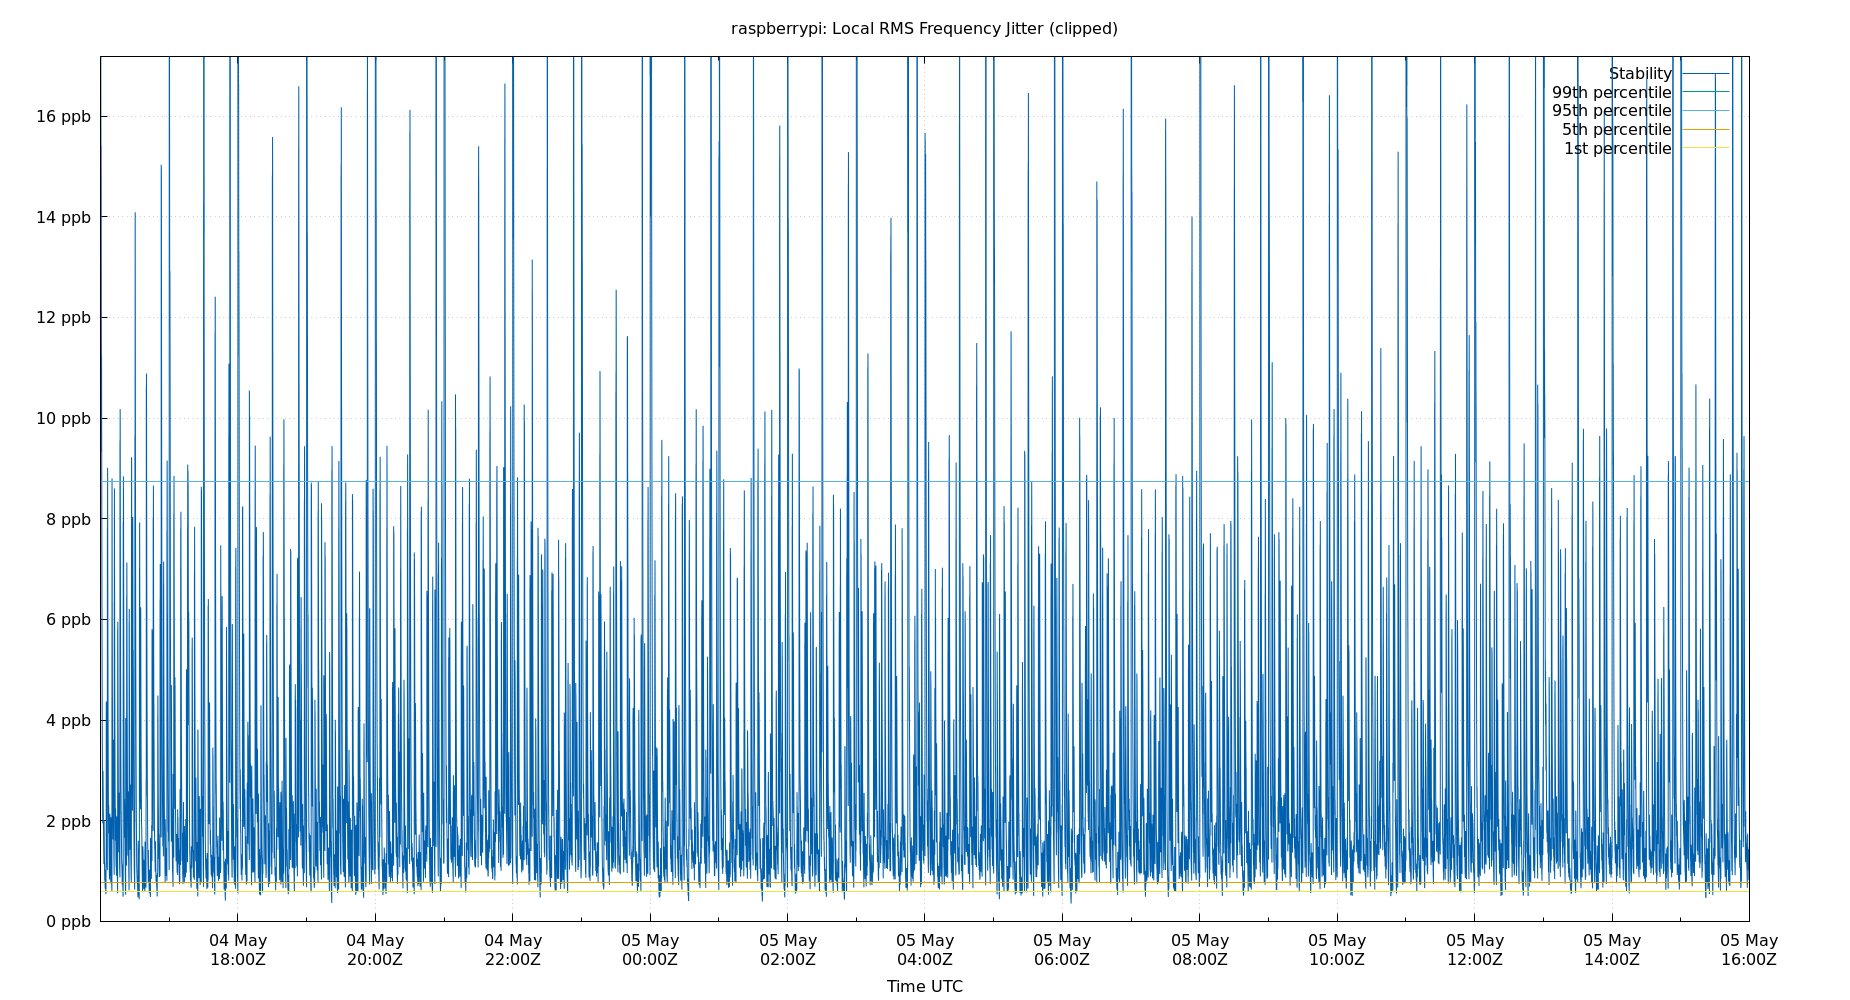 raspberrypi: Local RMS Frequency Jitter (clipped)
Stability
99th percentile
95th percentile
5th percentile
1st percentile
16 ppb
14 ppb
12 ppb
10 ppb
8 ppb
6 ppb
4 ppb
2 ppb
0 ppb
04 May 04 May 04 May 05 May 05 May 05 May 05 May 05 May 05 May 05 May 05 May 05 May
18:00Z 20:00Z 22:00Z 00:00Z 02:00Z 04:00Z 06:00Z 08:00Z 10:00Z 12:00Z 14:00Z 16:00Z
Time UTC